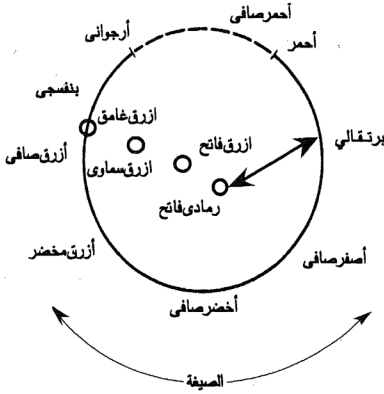 أحمرصافى
أرجوانى
أحمر
بنفسجى
ازرق غامق
برتقالي
ازرق فاتح
أزرق صافى
ازرق سماوى
رمادى فاتح
أزرق مخضر
أصفر صافى
أخضر صافى
الصيغة